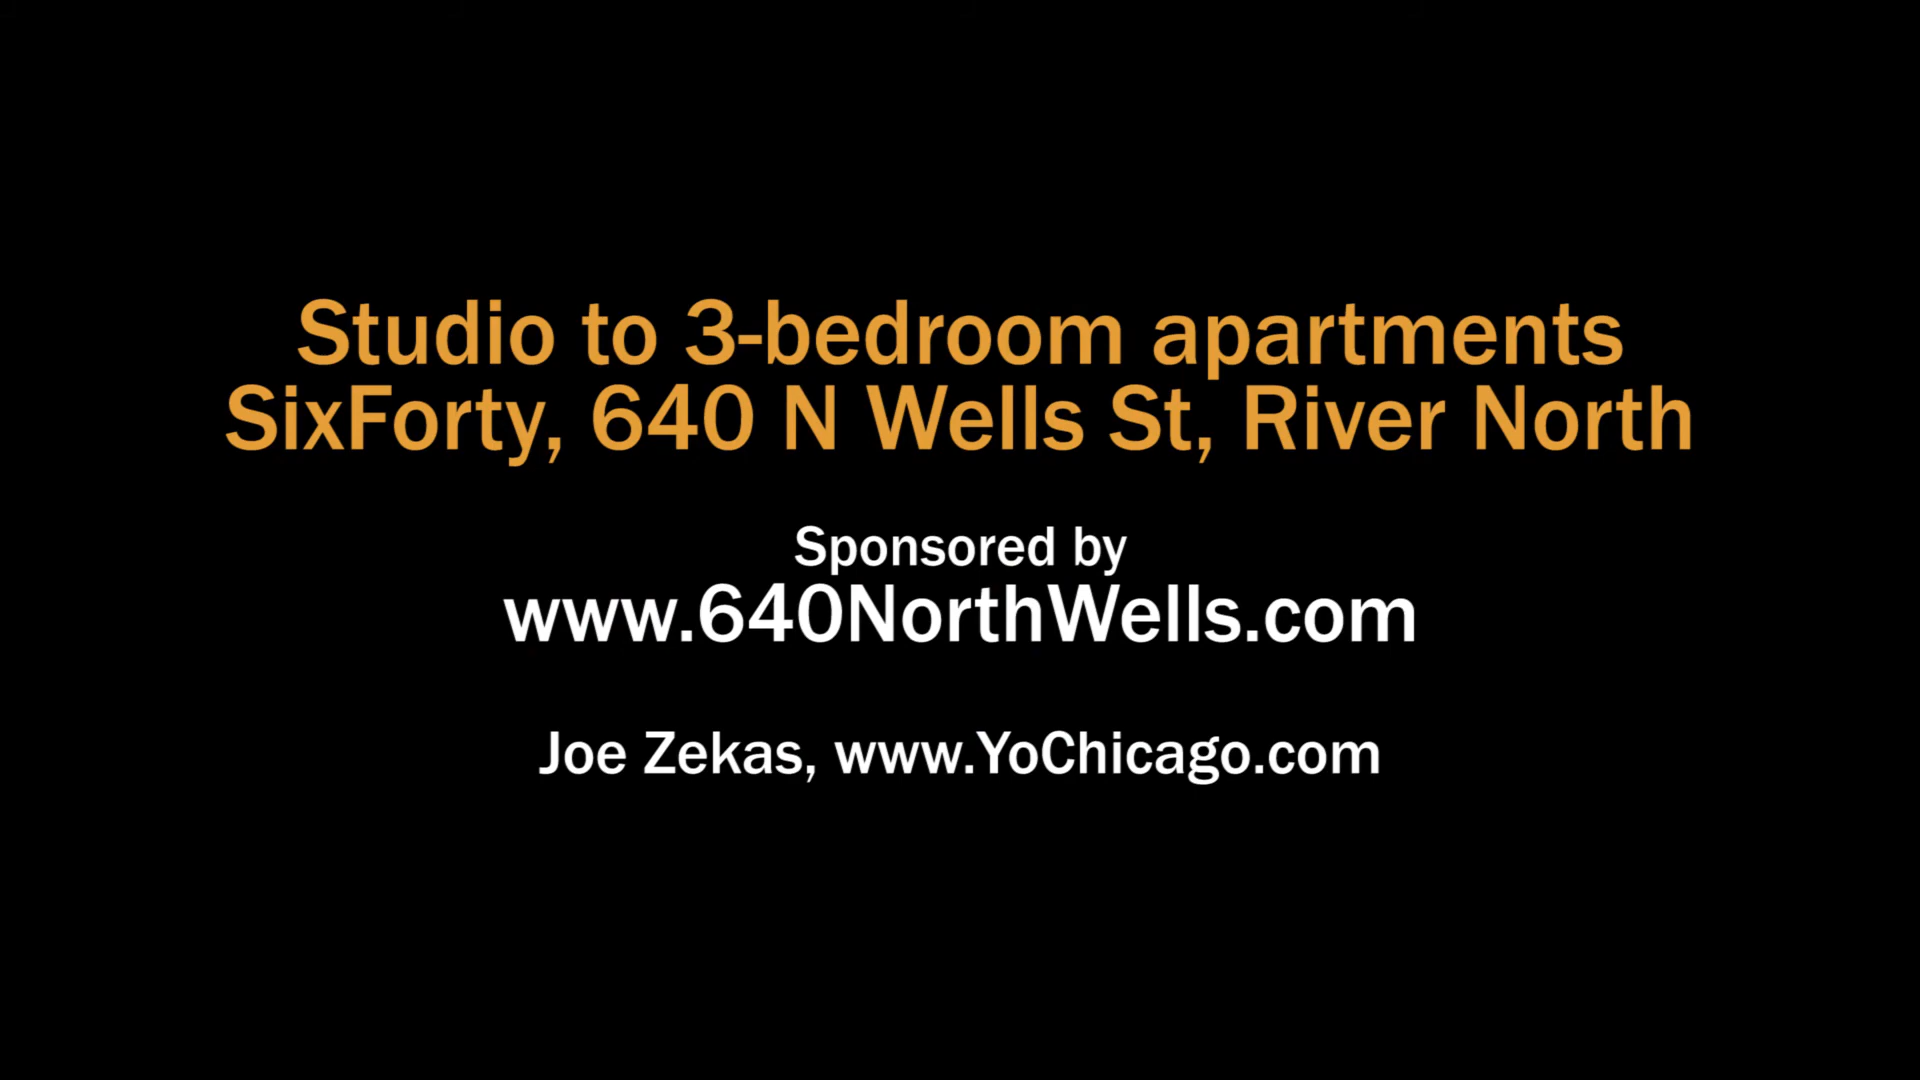 Studio to 3-bedroom apartments
SixForty, 640 N Wells St, River North
Sponsored by
www.640NorthWells.com
Joe Zekas, www.YoChicago.com